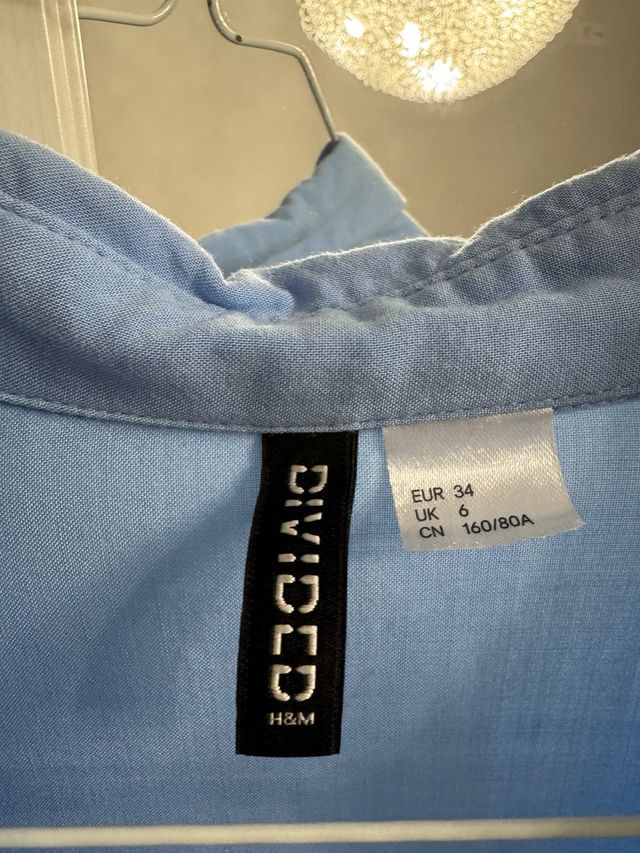 DIVIDED
H&M
EUR 34
UK 6
CN 160/80A